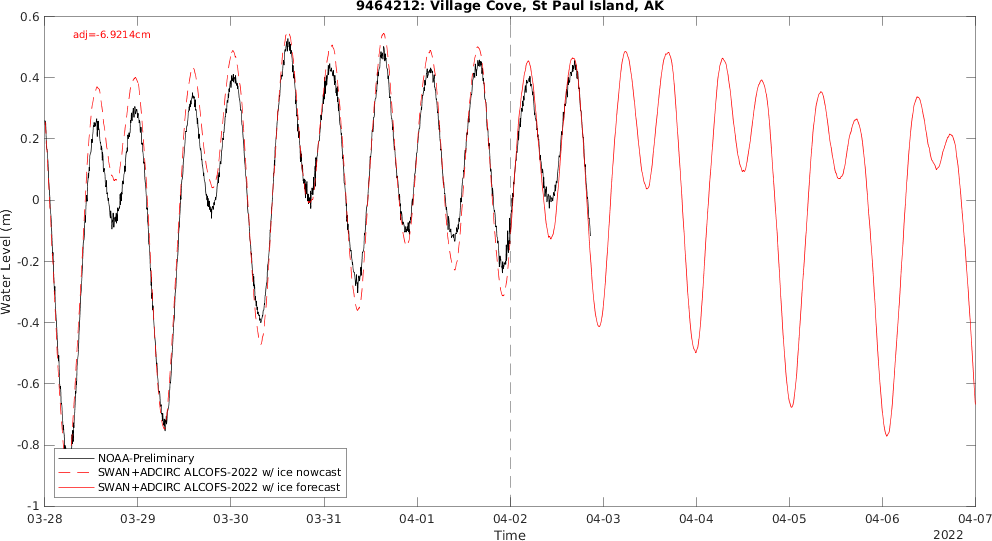 9464212: Village Cove, St Paul Island, AK
adj=-6.9214cm
0.6
0.4
0.2
0
-0.2
-0.4
-0.6
-0.8
-1
Water Level (m)
NOAA-Preliminary
SWAN+ADCIRC ALCOFS-2022 w/ ice nowcast
SWAN+ADCIRC ALCOFS-2022 w/ ice forecast
03-28 03-29 03-30 03-31 04-01 04-02 04-03 04-04 04-05 04-06 04-07
Time
2022